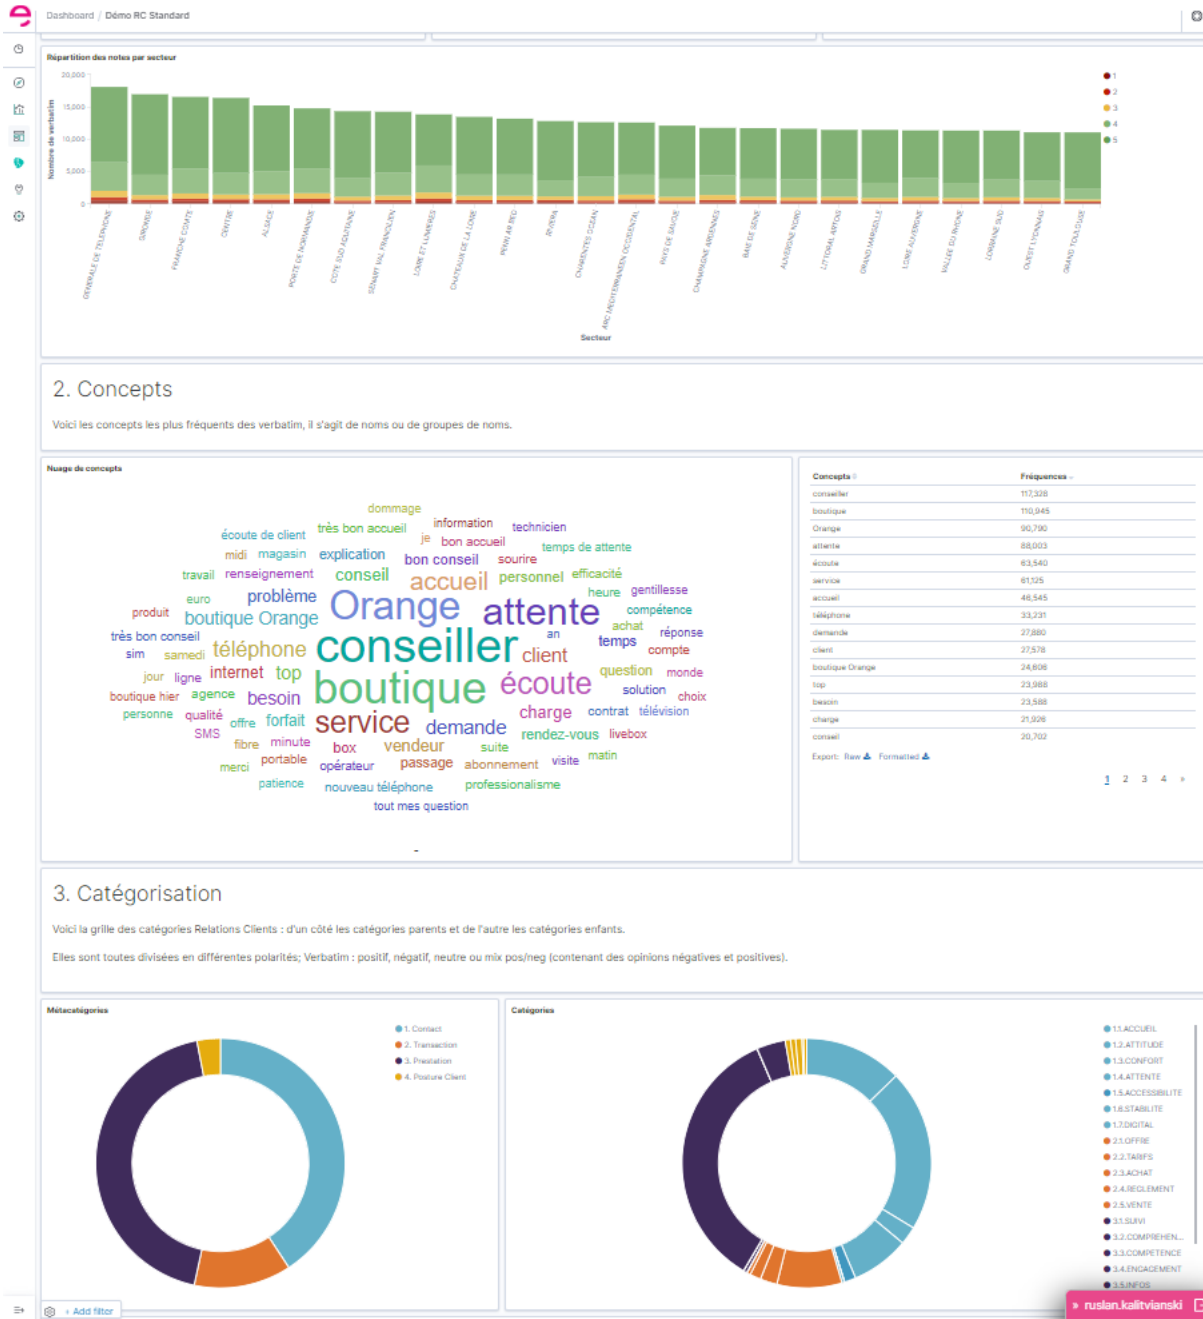 Dashboard / Démo RC Standard
Répartition des notes par secteur
Nombre de verbatim
20,000
15,000
10,000
5,000
0
1
2
3
4
5
GENERALE DE TELEPHONE
GIRONDE
FRANCHE COMTE
CENTRE
ALSACE
PORTE DE NORMANDIE
COTE SUD AQUITAINE
SENART VAL FRANCILIEN
LOIRE ET LUMIERES
CHATEAUX DE LA LOIRE
PENN AR BED
RIVIERA
CHARENTES OCEAN
ARC MEDITERRANEEN OCCIDENTAL
PAYS DE SAVOIE
CHAMPAGNE ARDENNES
BAIE DE SEINE
AUVERGNE NORD
LITTORAL ARTOIS
GRAND MARSEILLE
LOIRE AUVERGNE
VALLEE DU RHONE
LORRAINE SUD
OUEST LYONNAIS
GRAND TOULOUSE
Secteur
2. Concepts
Voici les concepts les plus fréquents des verbatim, il s'agit de noms ou de groupes de noms.
Nuage de concepts
dommage
écoute de client très bon accueil information technicien
je bon accueil
midi magasin explication bon conseil sourire temps de attente
travail renseignement conseil accueil personnel efficacité
euro problème Orange attente heure gentillesse
produit boutique Orange compétence
achat
très bon conseil téléphone conseiller an temps réponse
sim samedi client compte
jour ligne internet top boutique écoute question monde
boutique hier agence besoin solution choix
personne qualité offre forfait service demande charge contrat télévision
SMS rendez-vous livebox
fibre minute box vendeur suite
merci portable opérateur passage abonnement visite matin
patience nouveau téléphone professionalisme
tout mes question
Concepts Fréquences
conseiller 117,328
boutique 110,945
Orange 90,790
attente 88,003
écoute 63,540
service 61,125
accueil 46,545
téléphone 33,231
demande 27,880
client 27,578
boutique Orange 24,606
top 23,988
besoin 23,588
charge 21,926
conseil 20,702
Export: Raw Formatted
1 2 3 4 »
3. Catégorisation
Voici la grille des catégories Relations Clients : d'un côté les catégories parents et de l'autre les catégories enfants.
Elles sont toutes divisées en différentes polarités; Verbatim : positif, négatif, neutre ou mix pos/neg (contenant des opinions négatives et positives).
Métacatégories
1. Contact
2. Transaction
3. Prestation
4. Posture Client
Catégories
1.1.ACCUEIL
1.2.ATTITUDE
1.3.CONFORT
1.4.ATTENTE
1.5.ACCESSIBILITE
1.6.STABILITE
1.7.DIGITAL
2.1.OFFRE
2.2.TARIFS
2.3.ACHAT
2.4.REGLEMENT
2.5.VENTE
3.1.SUIVI
3.2.COMPREHEN...
3.3.COMPETENCE
3.4.ENGAGEMENT
3.5.INFOS
+ Add filter
» ruslan.kalitvianski